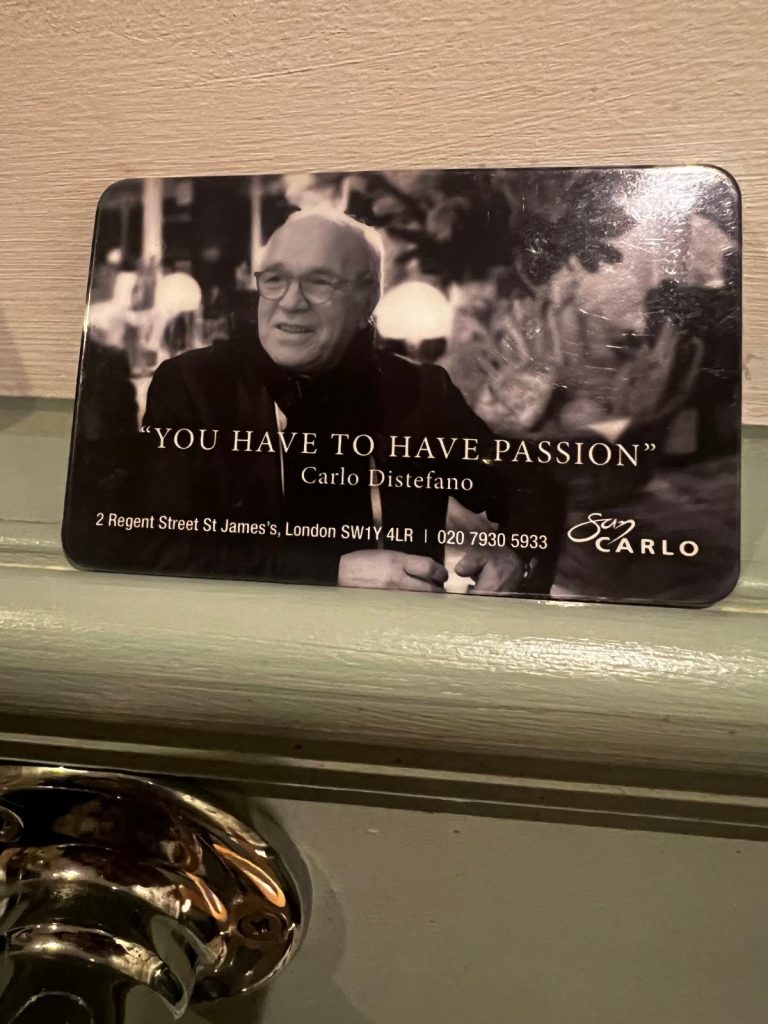 “YOU HAVE TO HAVE PASSION”
Carlo Distefano
2 Regent Street St James's, London SW1Y 4LR | 020 7930 5933
San
CARLO